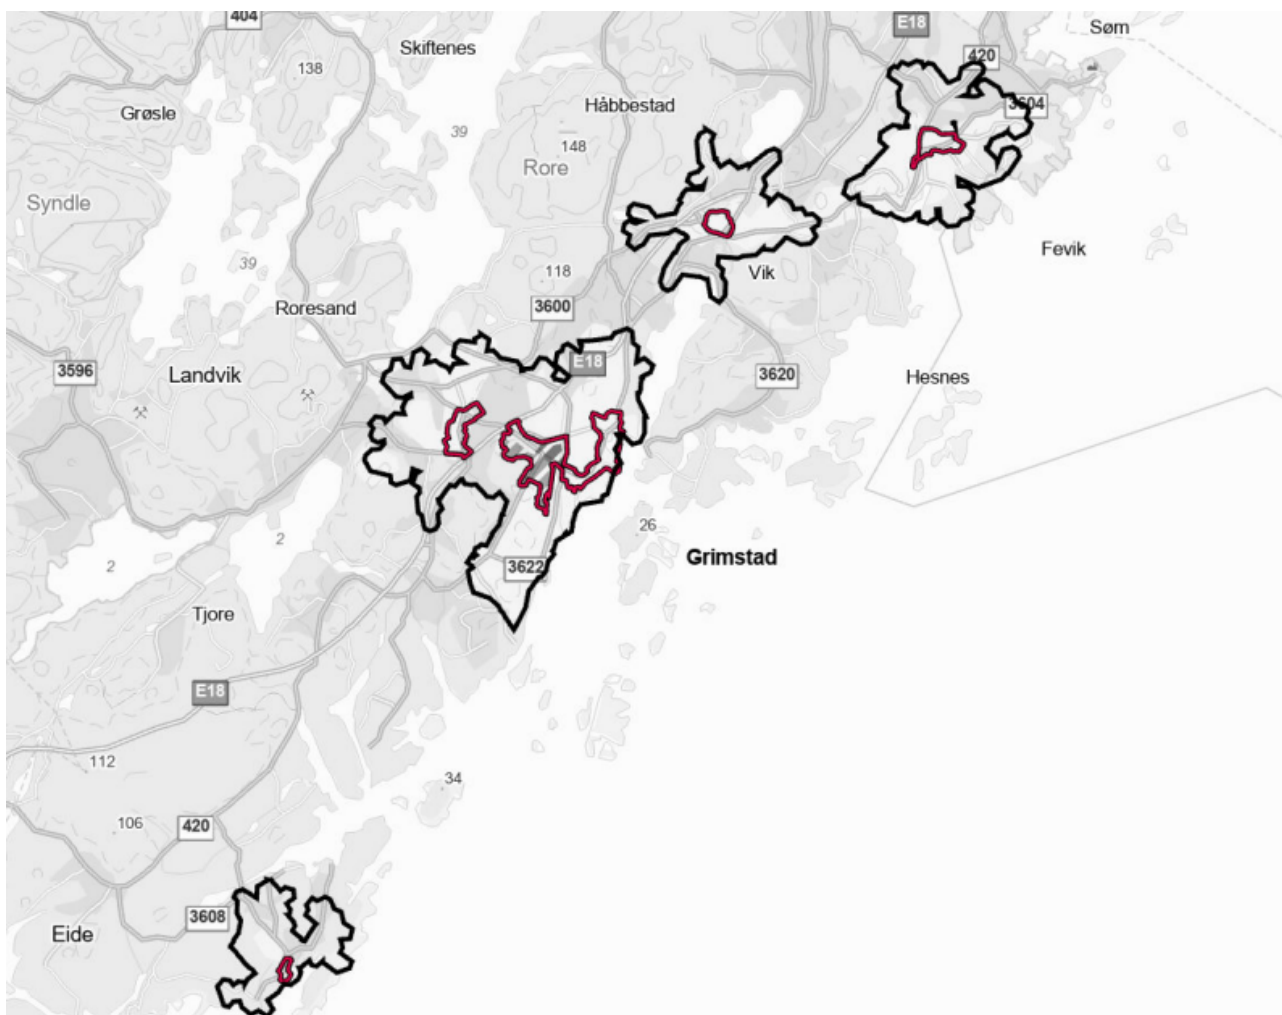 404
E18
Søm
Skiftenes
420
138
Håbbestad
3604
Grøsle
39
148
Rore
Syndle
Fevik
39
118
Vik
Roresand
3600
E18
3596
Landvik
3620
Hesnes
26
2
2
3622
Grimstad
Tjore
E18
112
34
106
420
3608
Eide